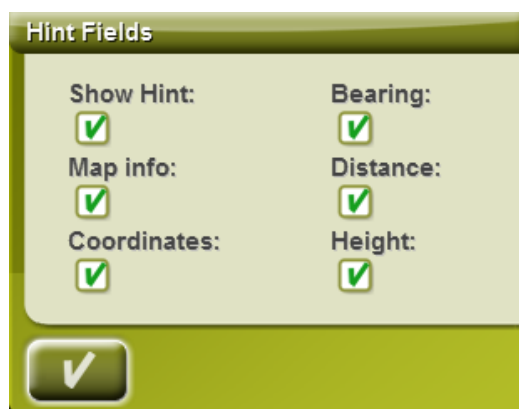 Hint Fields
Show Hint: Bearing:
Map info: Distance:
Coordinates: Height: